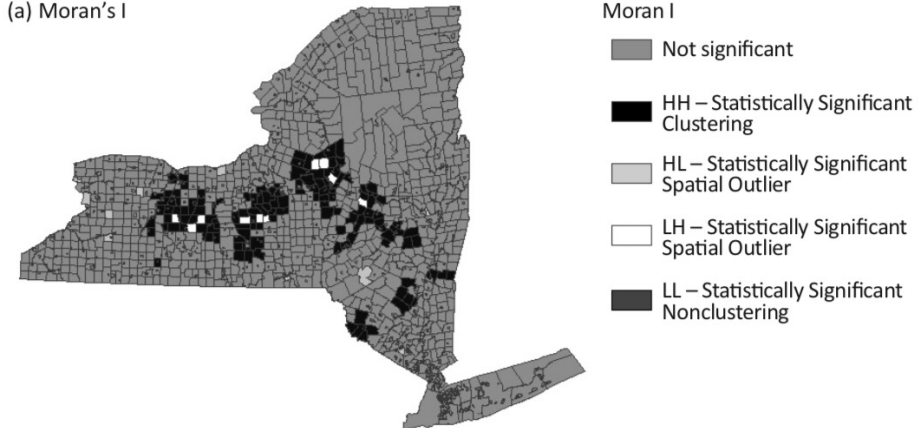 (a) Moran's I
Moran I
Not significant
HH – Statistically Significant
Clustering
HL – Statistically Significant
Spatial Outlier
LH – Statistically Significant
Spatial Outlier
LL – Statistically Significant
Nonclustering